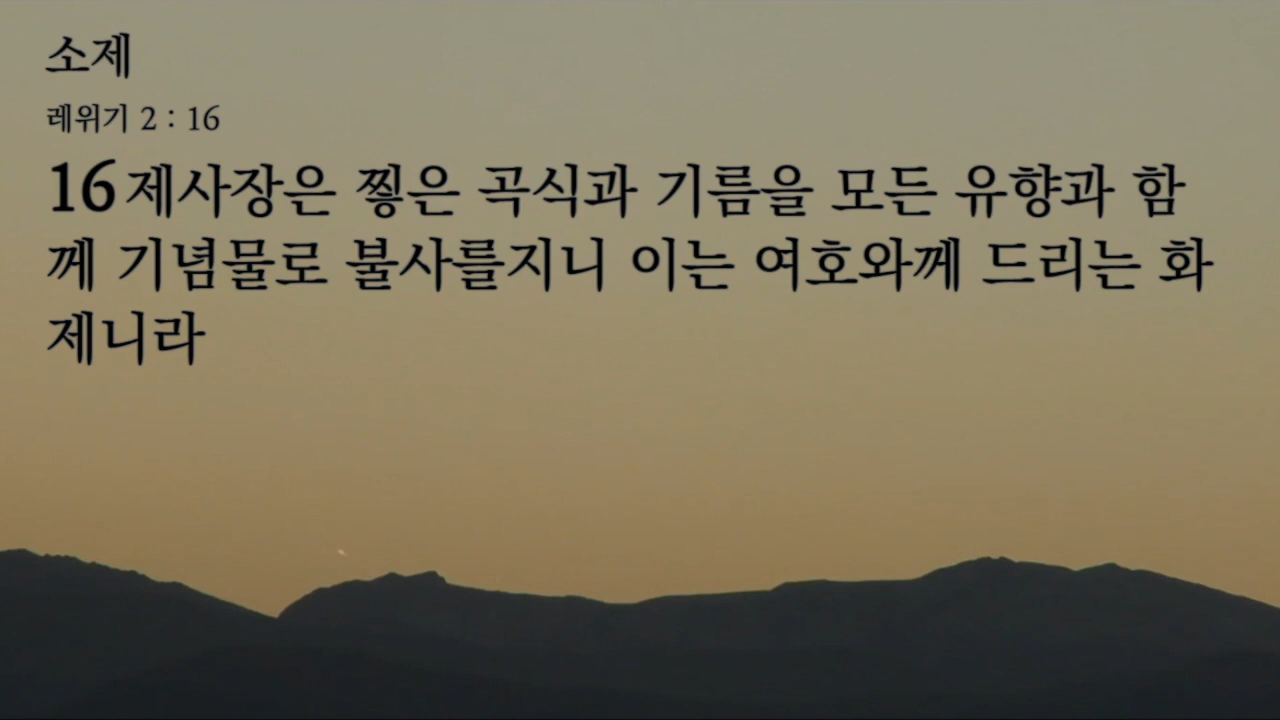 소제
레위기 2 : 16
16 제사장은 찧은 곡식과 기름을 모든 유향과 함
께 기념물로 불사를지니 이는 여호와께 드리는 화
제니라